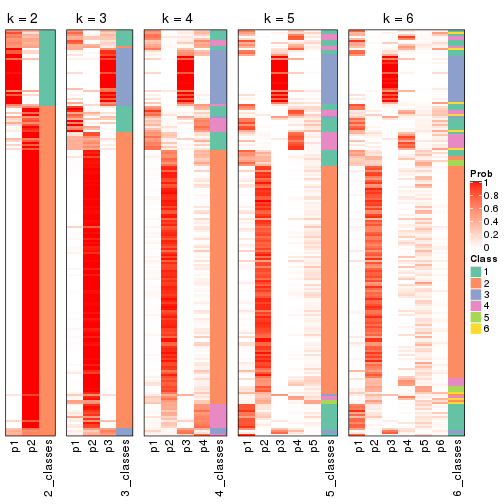 k = 2
k = 3
k = 4
k = 5
k = 6
Prob
1
0.8
0.6
0.4
0.2
0
Class
1
2
3
4
5
6
p1
p2
2_classes
p1
p2
p3
3_classes
p1
p2
p3
p4
4_classes
p1
p2
p3
p4
p5
5_classes
p1
p2
p3
p4
p5
p6
6_classes